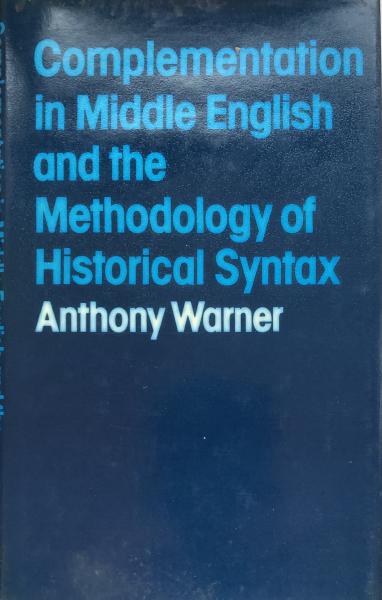 Complementation
in Middle English
and the
Methodology of
Historical Syntax
Anthony Warner